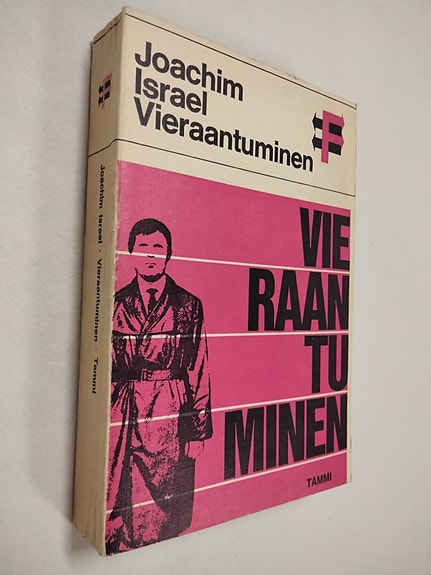 Joachim
Israel
Vieraantuminen
F
VIE
RAAN
TU
MINEN
TAMMI
Joachim Israel · Vieraantuminen · Tammi